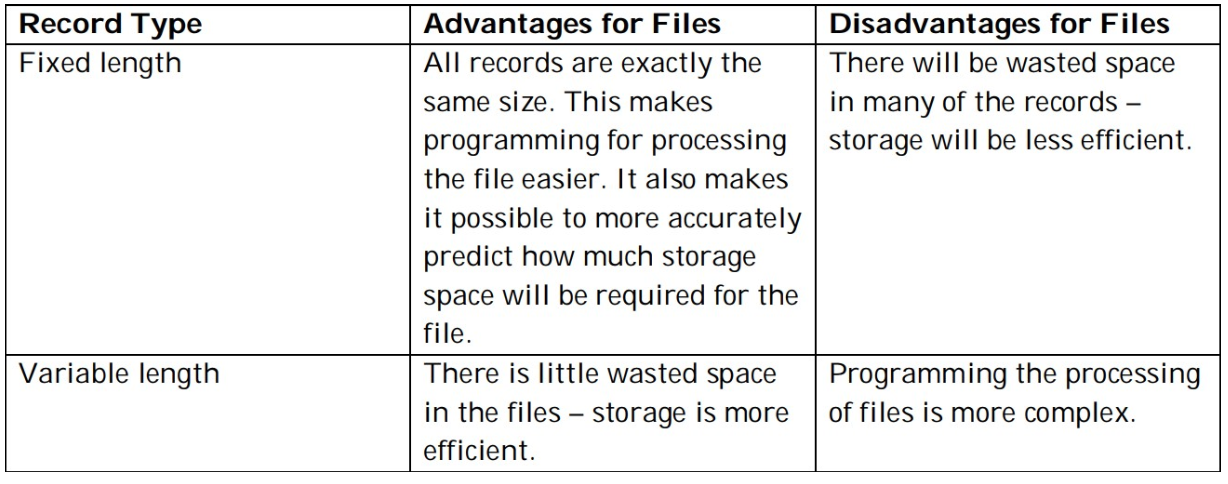 Record Type
Advantages for Files
Disadvantages for Files
Fixed length
All records are exactly the
same size. This makes
programming for processing
the file easier. It also makes
it possible to more accurately
predict how much storage
space will be required for the
file.
There will be wasted space
in many of the records –
storage will be less efficient.
Variable length
There is little wasted space
in the files – storage is more
efficient.
Programming the processing
of files is more complex.